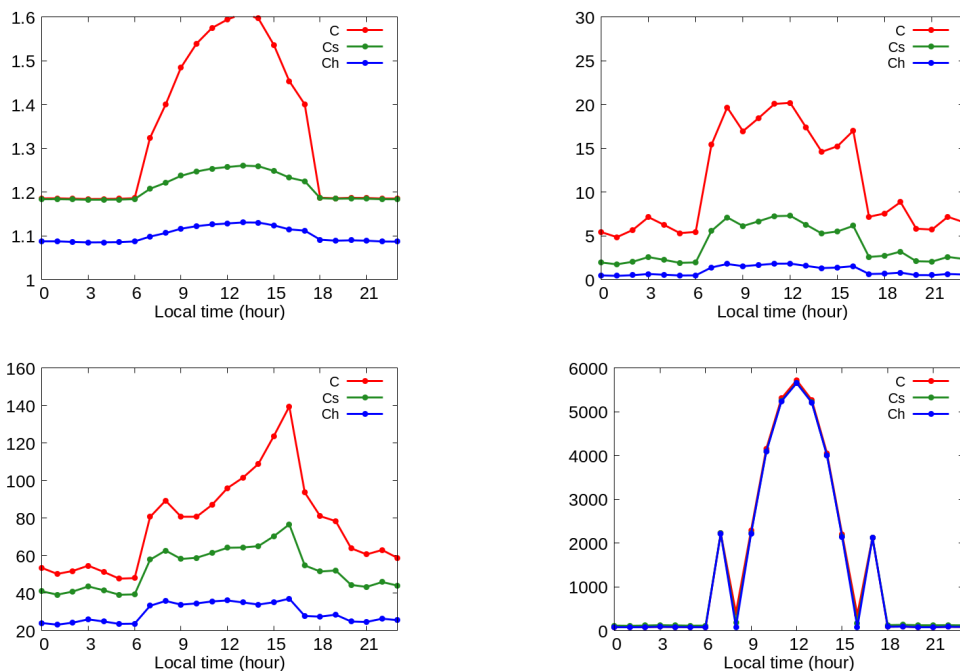 1.6
1.5
1.4
1.3
1.2
1.1
1
0 3 6 9 12 15 18 21
Local time (hour)
C
Cs
Ch
30
25
20
15
10
5
0
0 3 6 9 12 15 18 21
Local time (hour)
C
Cs
Ch
160
140
120
100
80
60
40
20
0 3 6 9 12 15 18 21
Local time (hour)
C
Cs
Ch
6000
5000
4000
3000
2000
1000
0
0 3 6 9 12 15 18 21
Local time (hour)
C
Cs
Ch